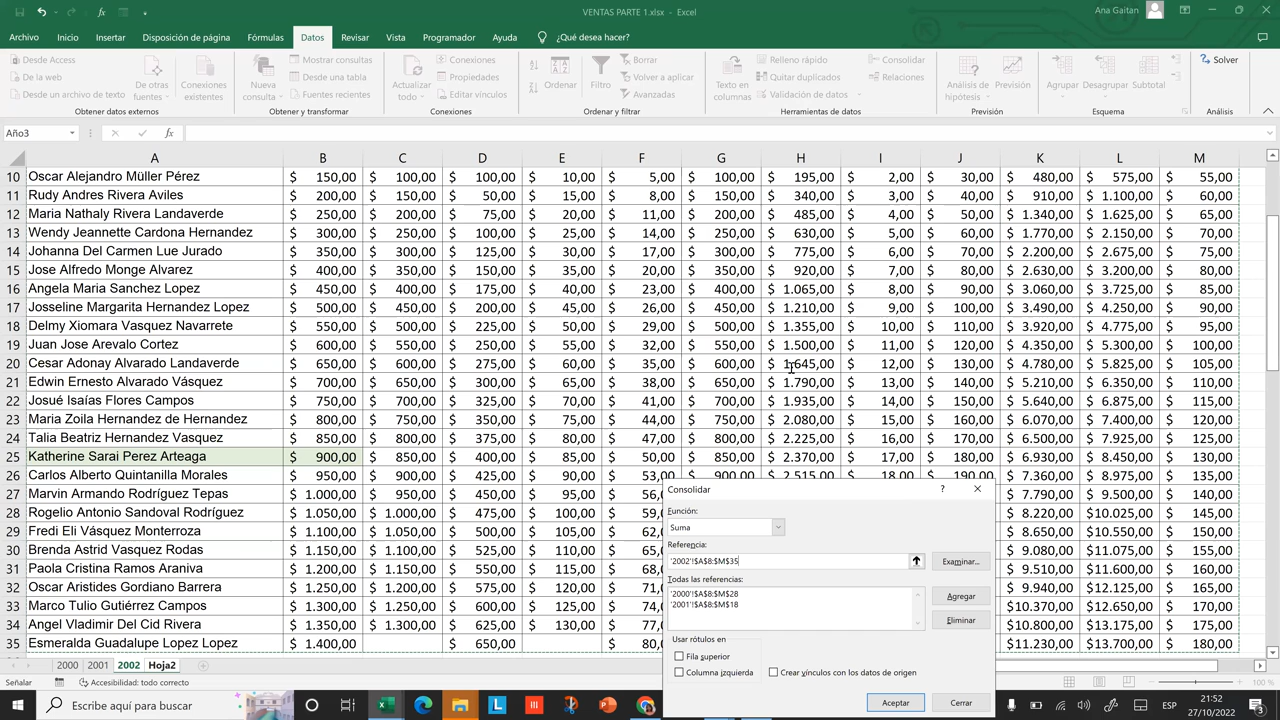 VENTAS PARTE 1.xlsx - Excel
Ana Gaitan
Archivo Inicio Insertar Disposición de página Fórmulas Datos Revisar Vista Programador Ayuda ¿Qué desea hacer?
Desde Access
De la web
Desde un archivo de texto
De otras fuentes
Conexiones existentes
Obtener datos externos
Nueva consulta
Mostrar consultas
Desde una tabla
Fuentes recientes
Obtener y transformar
Actualizar todo
Conexiones
Propiedades
Editar vínculos
Conexiones
Ordenar
Filtro
Borrar
Volver a aplicar
Avanzadas
Ordenar y filtrar
Texto en columnas
Relleno rápido
Quitar duplicados
Validación de datos
Consolidar
Relaciones
Herramientas de datos
Análisis de hipótesis
Previsión
Previsión
Agrupar
Desagrupar
Subtotal
Esquema
Solver
Análisis
Año3 fx
A B C D E F G H I J K L M
10 Oscar Alejandro Müller Pérez $ 150,00 $ 100,00 $ 100,00 $ 10,00 $ 5,00 $ 100,00 $ 195,00 $ 2,00 $ 30,00 $ 480,00 $ 575,00 $ 55,00
11 Rudy Andres Rivera Aviles $ 200,00 $ 150,00 $ 50,00 $ 15,00 $ 8,00 $ 150,00 $ 340,00 $ 3,00 $ 40,00 $ 910,00 $ 1.100,00 $ 60,00
12 Maria Nathaly Rivera Landaverde $ 250,00 $ 200,00 $ 75,00 $ 20,00 $ 11,00 $ 200,00 $ 485,00 $ 4,00 $ 50,00 $ 1.340,00 $ 1.625,00 $ 65,00
13 Wendy Jeannette Cardona Hernandez $ 300,00 $ 250,00 $ 100,00 $ 25,00 $ 14,00 $ 250,00 $ 630,00 $ 5,00 $ 60,00 $ 1.770,00 $ 2.150,00 $ 70,00
14 Johanna Del Carmen Lue Jurado $ 350,00 $ 300,00 $ 125,00 $ 30,00 $ 17,00 $ 300,00 $ 775,00 $ 6,00 $ 70,00 $ 2.200,00 $ 2.675,00 $ 75,00
15 Jose Alfredo Monge Alvarez $ 400,00 $ 350,00 $ 150,00 $ 35,00 $ 20,00 $ 350,00 $ 920,00 $ 7,00 $ 80,00 $ 2.630,00 $ 3.200,00 $ 80,00
16 Angela Maria Sanchez Lopez $ 450,00 $ 400,00 $ 175,00 $ 40,00 $ 23,00 $ 400,00 $ 1.065,00 $ 8,00 $ 90,00 $ 3.060,00 $ 3.725,00 $ 85,00
17 Josseline Margarita Hernandez Lopez $ 500,00 $ 450,00 $ 200,00 $ 45,00 $ 26,00 $ 450,00 $ 1.210,00 $ 9,00 $ 100,00 $ 3.490,00 $ 4.250,00 $ 90,00
18 Delmy Xiomara Vasquez Navarrete $ 550,00 $ 500,00 $ 225,00 $ 50,00 $ 29,00 $ 500,00 $ 1.355,00 $ 10,00 $ 110,00 $ 3.920,00 $ 4.775,00 $ 95,00
19 Juan Jose Arevalo Cortez $ 600,00 $ 550,00 $ 250,00 $ 55,00 $ 32,00 $ 550,00 $ 1.500,00 $ 11,00 $ 120,00 $ 4.350,00 $ 5.300,00 $ 100,00
20 Cesar Adonay Alvarado Landaverde $ 650,00 $ 600,00 $ 275,00 $ 60,00 $ 35,00 $ 600,00 $ 1.645,00 $ 12,00 $ 130,00 $ 4.780,00 $ 5.825,00 $ 105,00
21 Edwin Ernesto Alvarado Vásquez $ 700,00 $ 650,00 $ 300,00 $ 65,00 $ 38,00 $ 650,00 $ 1.790,00 $ 13,00 $ 140,00 $ 5.210,00 $ 6.350,00 $ 110,00
22 Josué Isaías Flores Campos $ 750,00 $ 700,00 $ 325,00 $ 70,00 $ 41,00 $ 700,00 $ 1.935,00 $ 14,00 $ 150,00 $ 5.640,00 $ 6.875,00 $ 115,00
23 Maria Zoila Hernandez de Hernandez $ 800,00 $ 750,00 $ 350,00 $ 75,00 $ 44,00 $ 750,00 $ 2.080,00 $ 15,00 $ 160,00 $ 6.070,00 $ 7.400,00 $ 120,00
24 Talia Beatriz Hernandez Vasquez $ 850,00 $ 800,00 $ 375,00 $ 80,00 $ 47,00 $ 800,00 $ 2.225,00 $ 16,00 $ 170,00 $ 6.500,00 $ 7.925,00 $ 125,00
25 Katherine Sarai Perez Arteaga $ 900,00 $ 850,00 $ 400,00 $ 85,00 $ 50,00 $ 850,00 $ 2.370,00 $ 17,00 $ 180,00 $ 6.930,00 $ 8.450,00 $ 130,00
26 Carlos Alberto Quintanilla Morales $ 950,00 $ 900,00 $ 425,00 $ 90,00 $ 53,00 $ 900,00 $ 2.515,00 $ 18,00 $ 190,00 $ 7.360,00 $ 8.975,00 $ 135,00
27 Marvin Armando Rodríguez Tepas $ 1.000,00 $ 950,00 $ 450,00 $ 95,00 $ 56, $ 7.790,00 $ 9.500,00 $ 140,00
28 Rogelio Antonio Sandoval Rodríguez $ 1.050,00 $ 1.000,00 $ 475,00 $ 100,00 $ 59, $ 8.220,00 $10.025,00 $ 145,00
29 Fredi Eli Vásquez Monterroza $ 1.100,00 $ 1.050,00 $ 500,00 $ 105,00 $ 62, $ 8.650,00 $10.550,00 $ 150,00
30 Brenda Astrid Vasquez Rodas $ 1.150,00 $ 1.100,00 $ 525,00 $ 110,00 $ 65, $ 9.080,00 $11.075,00 $ 155,00
31 Paola Cristina Ramos Araniva $ 1.200,00 $ 1.150,00 $ 550,00 $ 115,00 $ 68, $ 9.510,00 $11.600,00 $ 160,00
32 Oscar Aristides Gordiano Barrera $ 1.250,00 $ 1.200,00 $ 575,00 $ 120,00 $ 71, $ 9.940,00 $12.125,00 $ 165,00
33 Marco Tulio Gutiérrez Campos $ 1.300,00 $ 1.250,00 $ 600,00 $ 125,00 $ 74, $10.370,00 $12.650,00 $ 170,00
34 Angel Vladimir Del Cid Rivera $ 1.350,00 $ 1.300,00 $ 625,00 $ 130,00 $ 77, $10.800,00 $13.175,00 $ 175,00
35 Esmeralda Guadalupe Lopez Lopez $ 1.400,00 $ 650,00 $ 80, $11.230,00 $13.700,00 $ 180,00
Consolidar ?
Función:
Suma
Referencia:
'2002'!$A$8:$M$35
Examinar...
Todas las referencias:
'2000'!$A$8:$M$28
'2001'!$A$8:$M$18
Agregar
Eliminar
Usar rótulos en
Fila superior
Columna izquierda
Crear vínculos con los datos de origen
Aceptar Cerrar
2000 2001 2002 Hoja2
Señalar Accesibilidad: todo correcto 100 %
Escribe aquí para buscar
ESP
21:52
27/10/2022
3